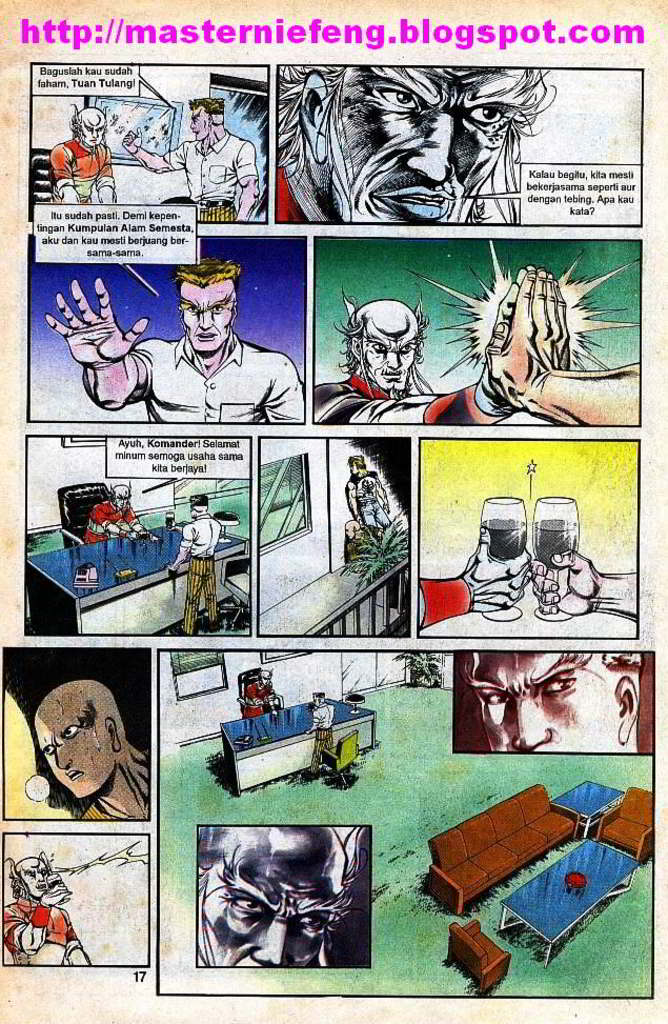 http://masterniefeng.blogspot.com
Baguslah kau sudah
faham, Tuan Tulang!
Kalau begitu, kita mesti
bekerjasama seperti aur
dengan tebing. Apa kau
kata?
Itu sudah pasti. Demi kepen-
tingan Kumpulan Alam Semesta,
aku dan kau mesti berjuang ber-
sama-sama.
Ayuh, Komander! Selamat
minum semoga usaha sama
kita berjaya!
17